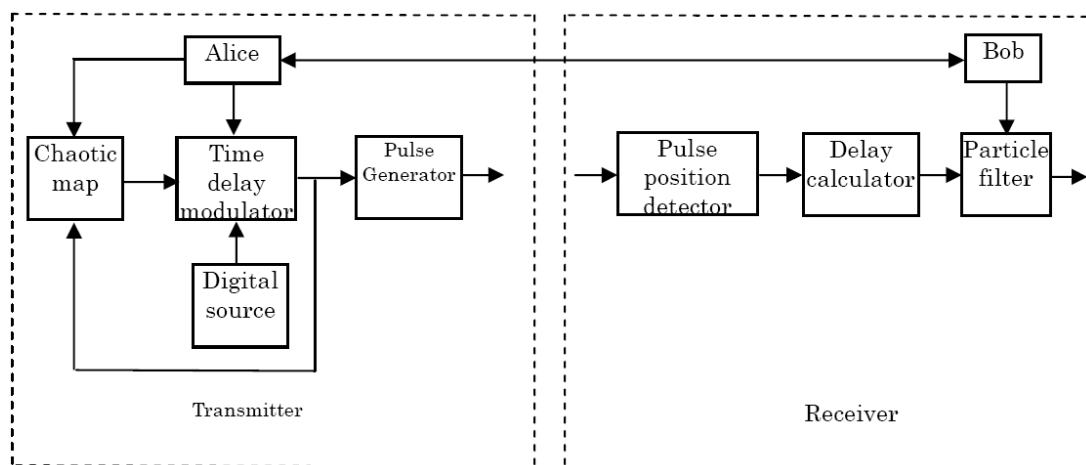 Alice
Bob
Chaotic
map
Time
delay
modulator
Pulse
Generator
Pulse
position
detector
Delay
calculator
Particle
filter
Digital
source
Transmitter
Receiver